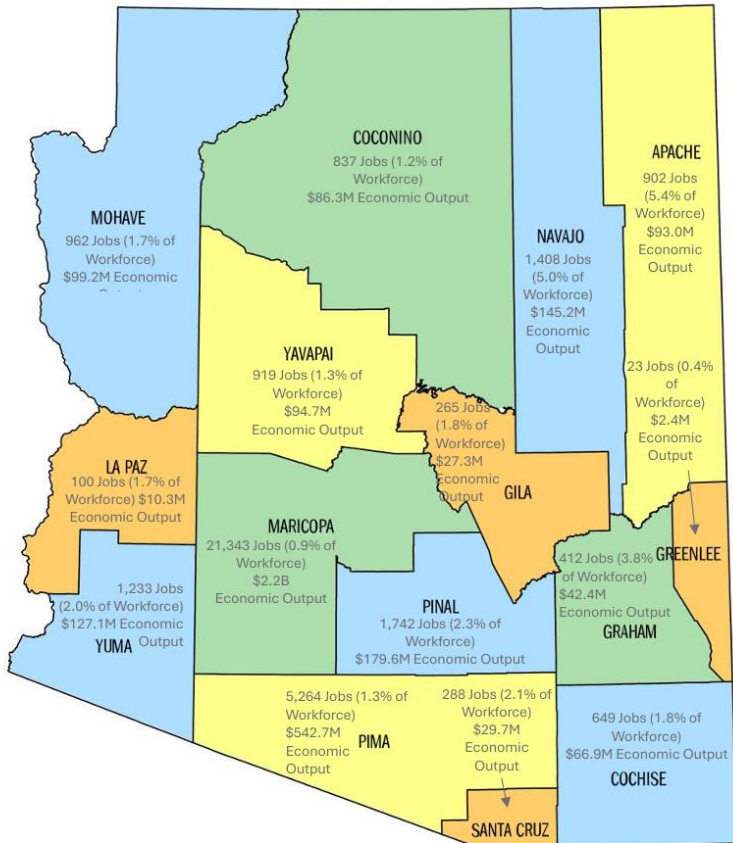 COCONINO
837 Jobs (1.2% of
Workforce)
$86.3M Economic Output
APACHE
902 Jobs
(5.4% of
Workforce)
$93.0M
Economic
Output
MOHAVE
962 Jobs (1.7% of
Workforce)
$99.2M Economic
Output
NAVAJO
1,408 Jobs
(5.0% of
Workforce)
$145.2M
Economic
Output
YAVAPAI
919 Jobs (1.3% of
Workforce)
$94.7M
Economic Output
23 Jobs (0.4%
of
Workforce)
$2.4M
Economic
Output
265 Jobs
(1.8% of
Workforce)
$27.3M
Economic
Output
GILA
LA PAZ
100 Jobs (1.7% of
Workforce) $10.3M
Economic Output
MARICOPA
21,343 Jobs (0.9% of
Workforce)
$2.2B
Economic Output
GREENLEE
412 Jobs (3.8%
of Workforce)
$42.4M
Economic Output
GRAHAM
1,233 Jobs
(2.0% of Workforce)
$127.1M Economic
Output
YUMA
PINAL
1,742 Jobs (2.3% of
Workforce)
$179.6M Economic Output
5,264 Jobs (1.3% of
Workforce)
$542.7M
Economic
Output
PIMA
288 Jobs (2.1% of
Workforce)
$29.7M
Economic
Output
SANTA CRUZ
649 Jobs (1.8% of
Workforce)
$66.9M Economic Output
COCHISE